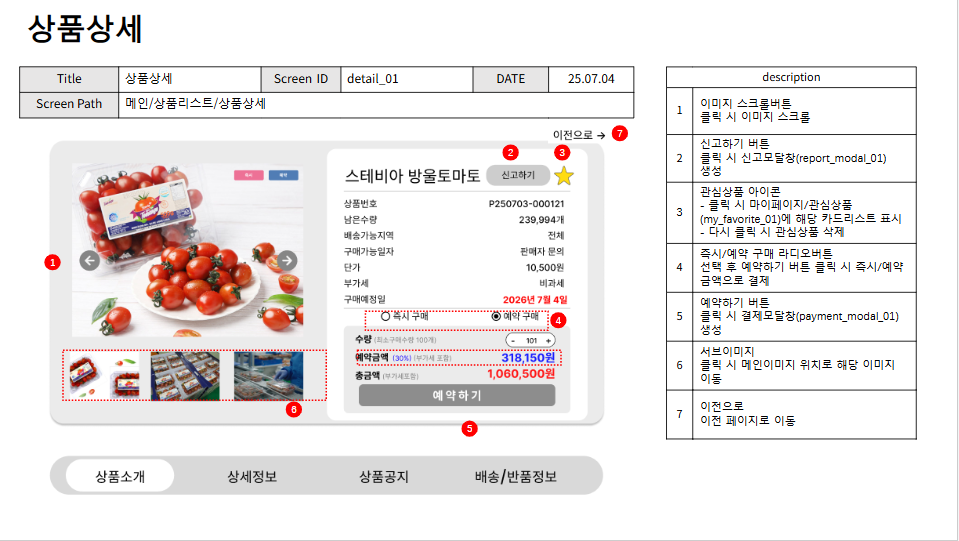 상품상세
Title 상품상세 Screen ID detail_01 DATE 25.07.04
Screen Path 메인/상품리스트/상품상세
이전으로 → 7
2 3
즉시 예약
스테비아 방울토마토 신고하기
상품번호 P250703-000121
남은수량 239,994개
배송가능지역 전체
구매가능일자 판매자 문의
1
단가 10,500원
부가세 비과세
구매예정일 2026년 7월 4일
즉시 구매 예약 구매 4
수량 (최소구매수량 100개) - 101 +
예약금액 (30%) (부가세 포함) 318,150원
총금액 (부가세포함) 1,060,500원
예약하기
6
5
상품소개 상세정보 상품공지 배송/반품정보
description
1 이미지 스크롤버튼
클릭 시 이미지 스크롤
2 신고하기 버튼
클릭 시 신고모달창(report_modal_01)
생성
3 관심상품 아이콘
- 클릭 시 마이페이지/관심상품
(my_favorite_01)에 해당 카드리스트 표시
- 다시 클릭 시 관심상품 삭제
4 즉시/예약 구매 라디오버튼
선택 후 예약하기 버튼 클릭 시 즉시/예약
금액으로 결제
5 예약하기 버튼
클릭 시 결제모달창(payment_modal_01)
생성
6 서브이미지
클릭 시 메인이미지 위치로 해당 이미지
이동
7 이전으로
이전 페이지로 이동